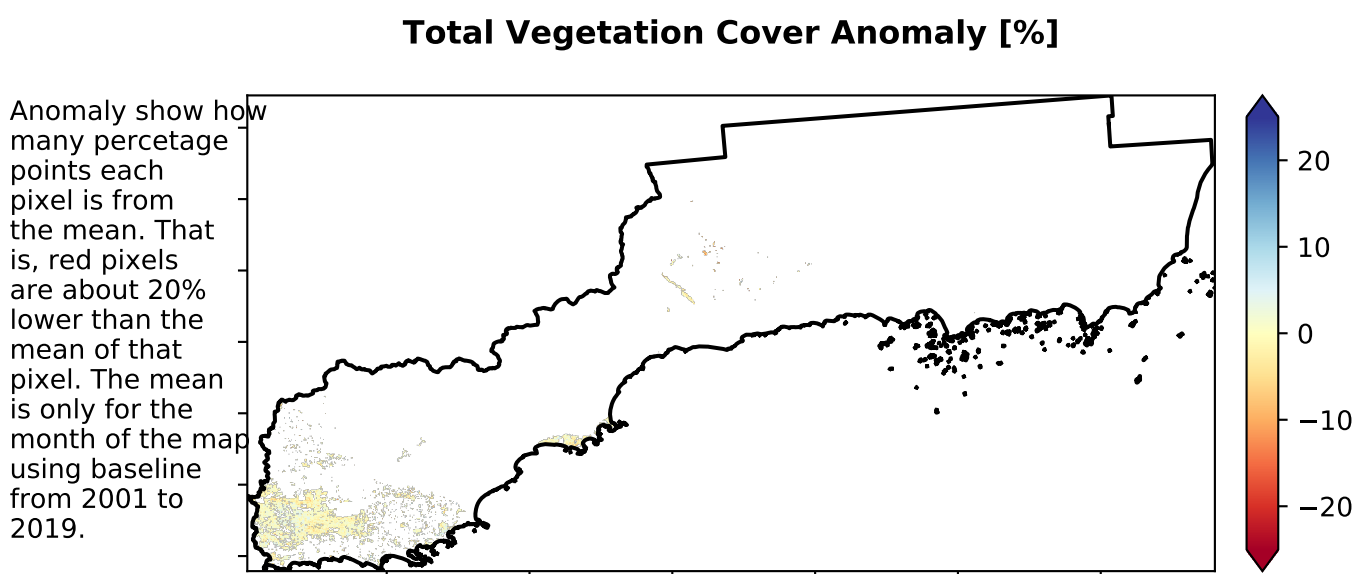 Total Vegetation Cover Anomaly [%]
Anomaly show how
many percetage
points each
pixel is from
the mean. That
is, red pixels
are about 20%
lower than the
mean of that
pixel. The mean
is only for the
month of the map
using baseline
from 2001 to
2019.
20
10
0
−10
−20